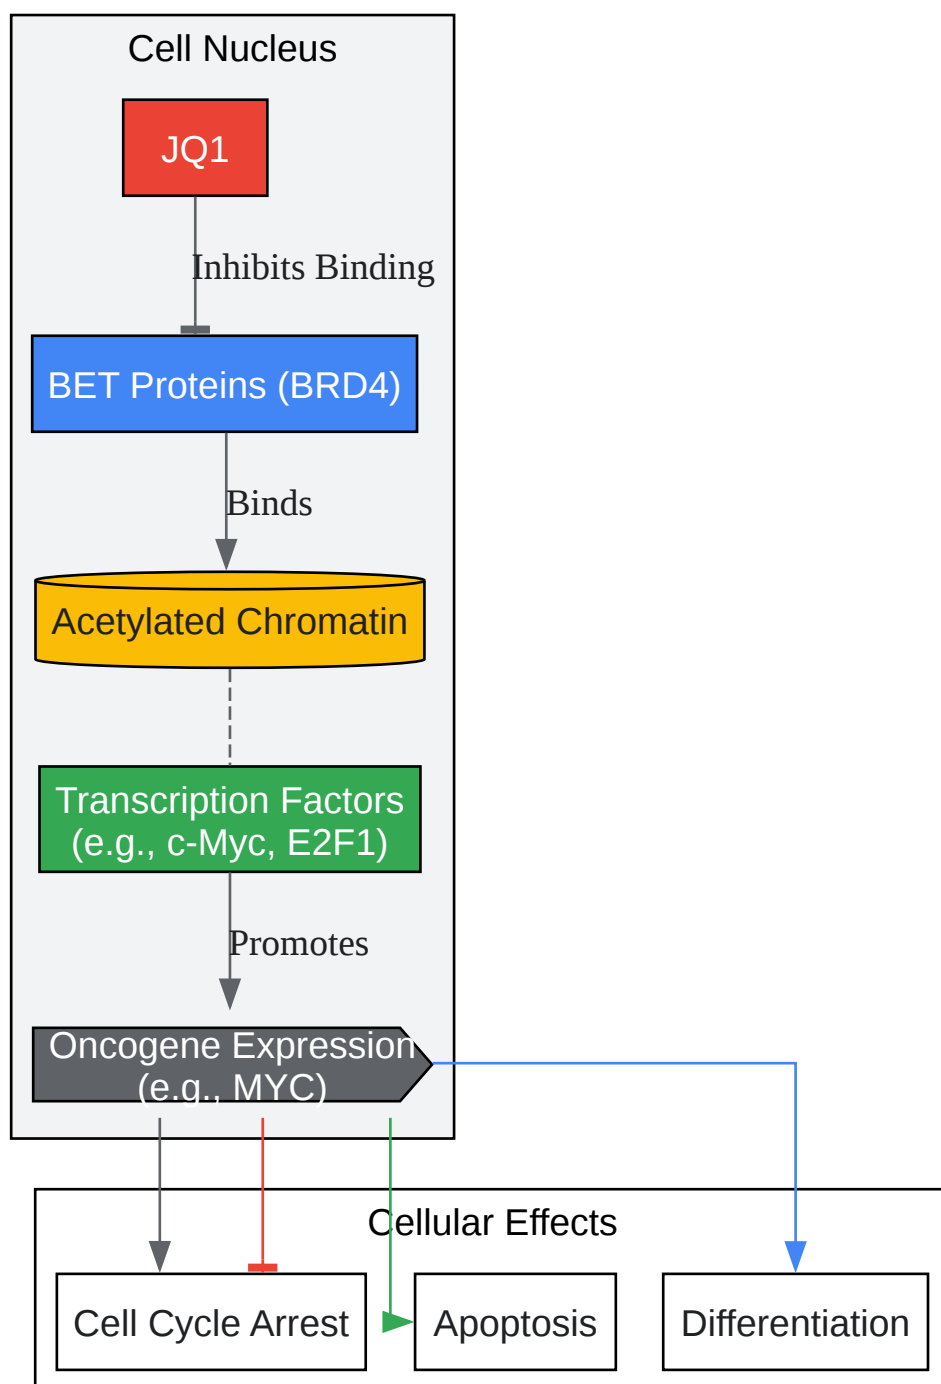 Cell Nucleus
JQ1
Inhibits Binding
BET Proteins (BRD4)
Binds
Acetylated Chromatin
Transcription Factors
(e.g., c-Myc, E2F1)
Promotes
Oncogene Expression
(e.g., MYC)
Cellular Effects
Cell Cycle Arrest
Apoptosis
Differentiation